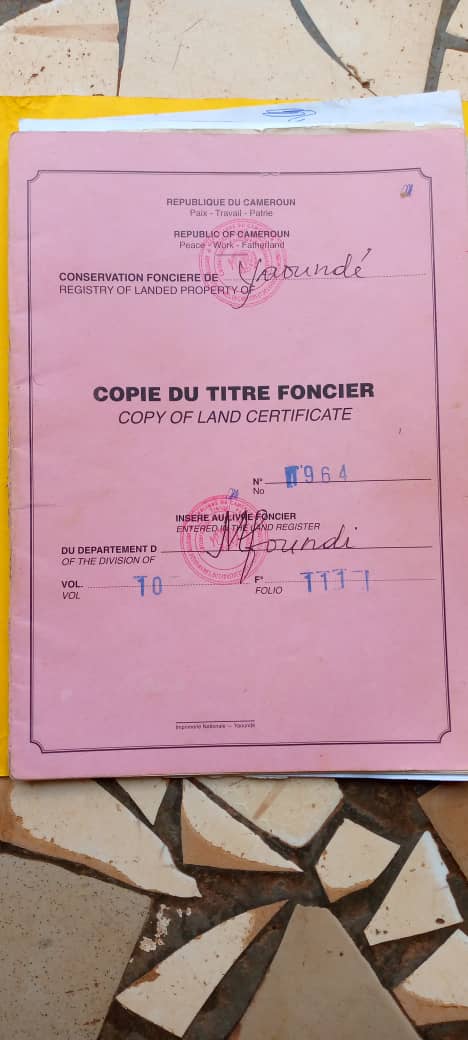 REPUBLIQUE DU CAMEROUN
Paix - Travail - Patrie
REPUBLIC OF CAMEROON
Peace - Work - Fatherland
CONSERVATION FONCIERE DE Yaoundé
REGISTRY OF LANDED PROPERTY OF
COPIE DU TITRE FONCIER
COPY OF LAND CERTIFICATE
N° 964
No
INSERE AU LIVRE FONCIER
ENTERED IN THE LAND REGISTER
DU DEPARTEMENT D Mfoundi
OF THE DIVISION OF
VOL. 10 F°
VOL FOLIO
Imprimerie Nationale — Yaoundé